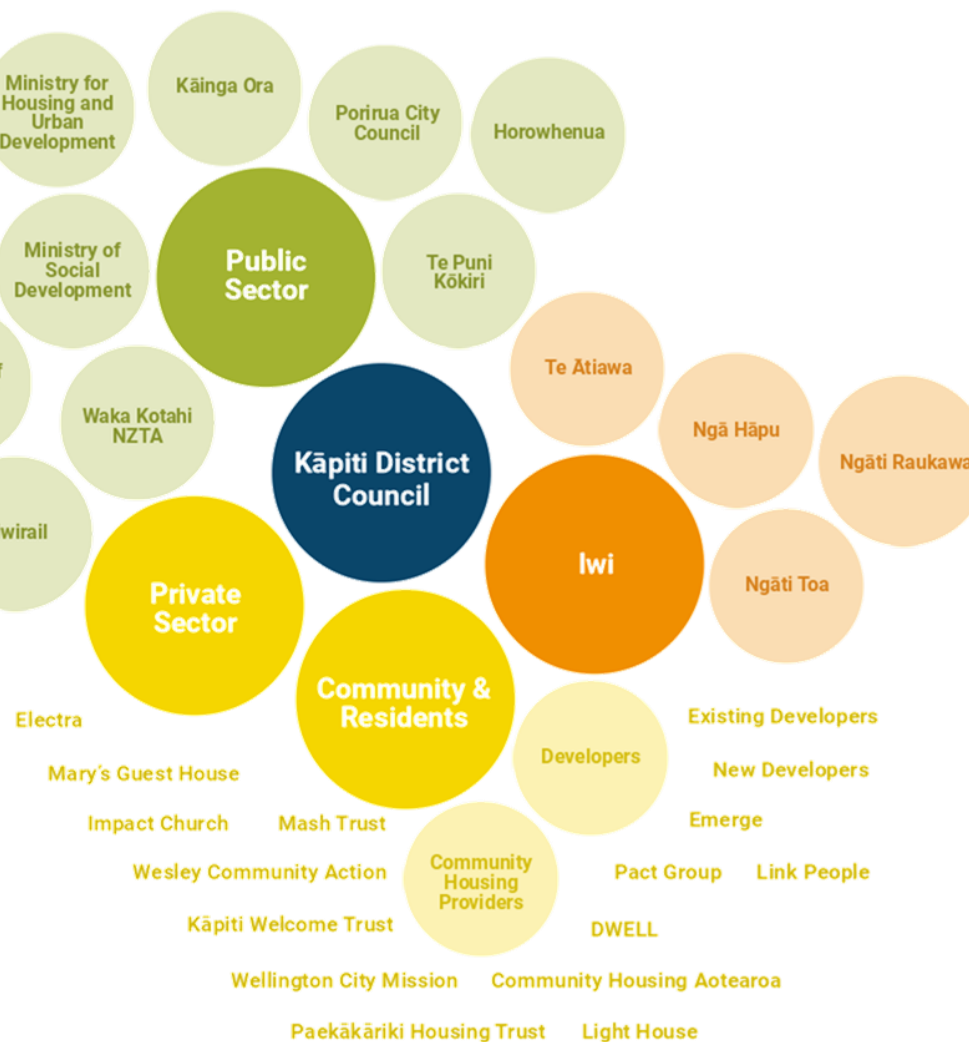 Ministry for
Housing and
Urban
Development
Kāinga Ora
Porirua City
Council
Horowhenua
Ministry of
Social
Development
Public
Sector
Te Puni
Kōkiri
Te Ātiawa
Waka Kotahi
NZTA
Kāpiti District
Council
Ngā Hāpu
Ngāti Raukawa
wirail
Private
Sector
Iwi
Ngāti Toa
Community &
Residents
Electra
Developers
Existing Developers
Mary's Guest House
New Developers
Impact Church
Mash Trust
Emerge
Wesley Community Action
Community
Housing
Providers
Pact Group
Link People
Kāpiti Welcome Trust
DWELL
Wellington City Mission
Community Housing Aotearoa
Paekākāriki Housing Trust
Light House